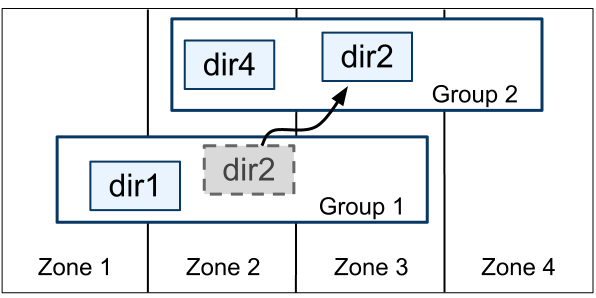 dir4
dir2
Group 2
dir1
dir2
Group 1
Zone 1
Zone 2
Zone 3
Zone 4